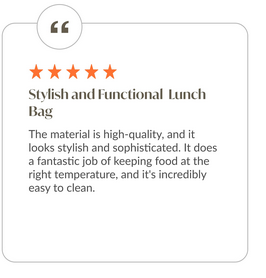 “
Stylish and Functional Lunch
Bag
The material is high-quality, and it
looks stylish and sophisticated. It does
a fantastic job of keeping food at the
right temperature, and it's incredibly
easy to clean.